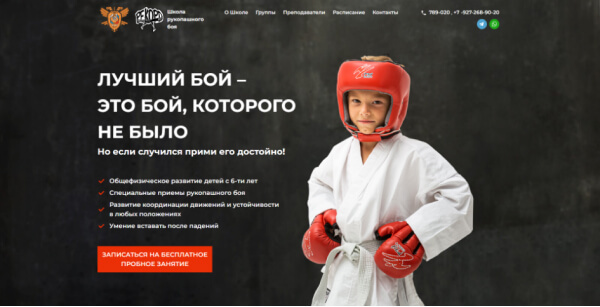 РЕКОРД
Школа
рукопашного
боя
О Школе Группы Преподаватели Расписание Контакты
789-020 , +7 -927-268-90-20
ЛУЧШИЙ БОЙ –
ЭТО БОЙ, КОТОРОГО
НЕ БЫЛО
Но если случился прими его достойно!
Общефизическое развитие детей с 6-ти лет
Специальные приемы рукопашного боя
Развитие координации движений и устойчивости
в любых положениях
Умение вставать после падений
ЗАПИСАТЬСЯ НА БЕСПЛАТНОЕ
ПРОБНОЕ ЗАНЯТИЕ